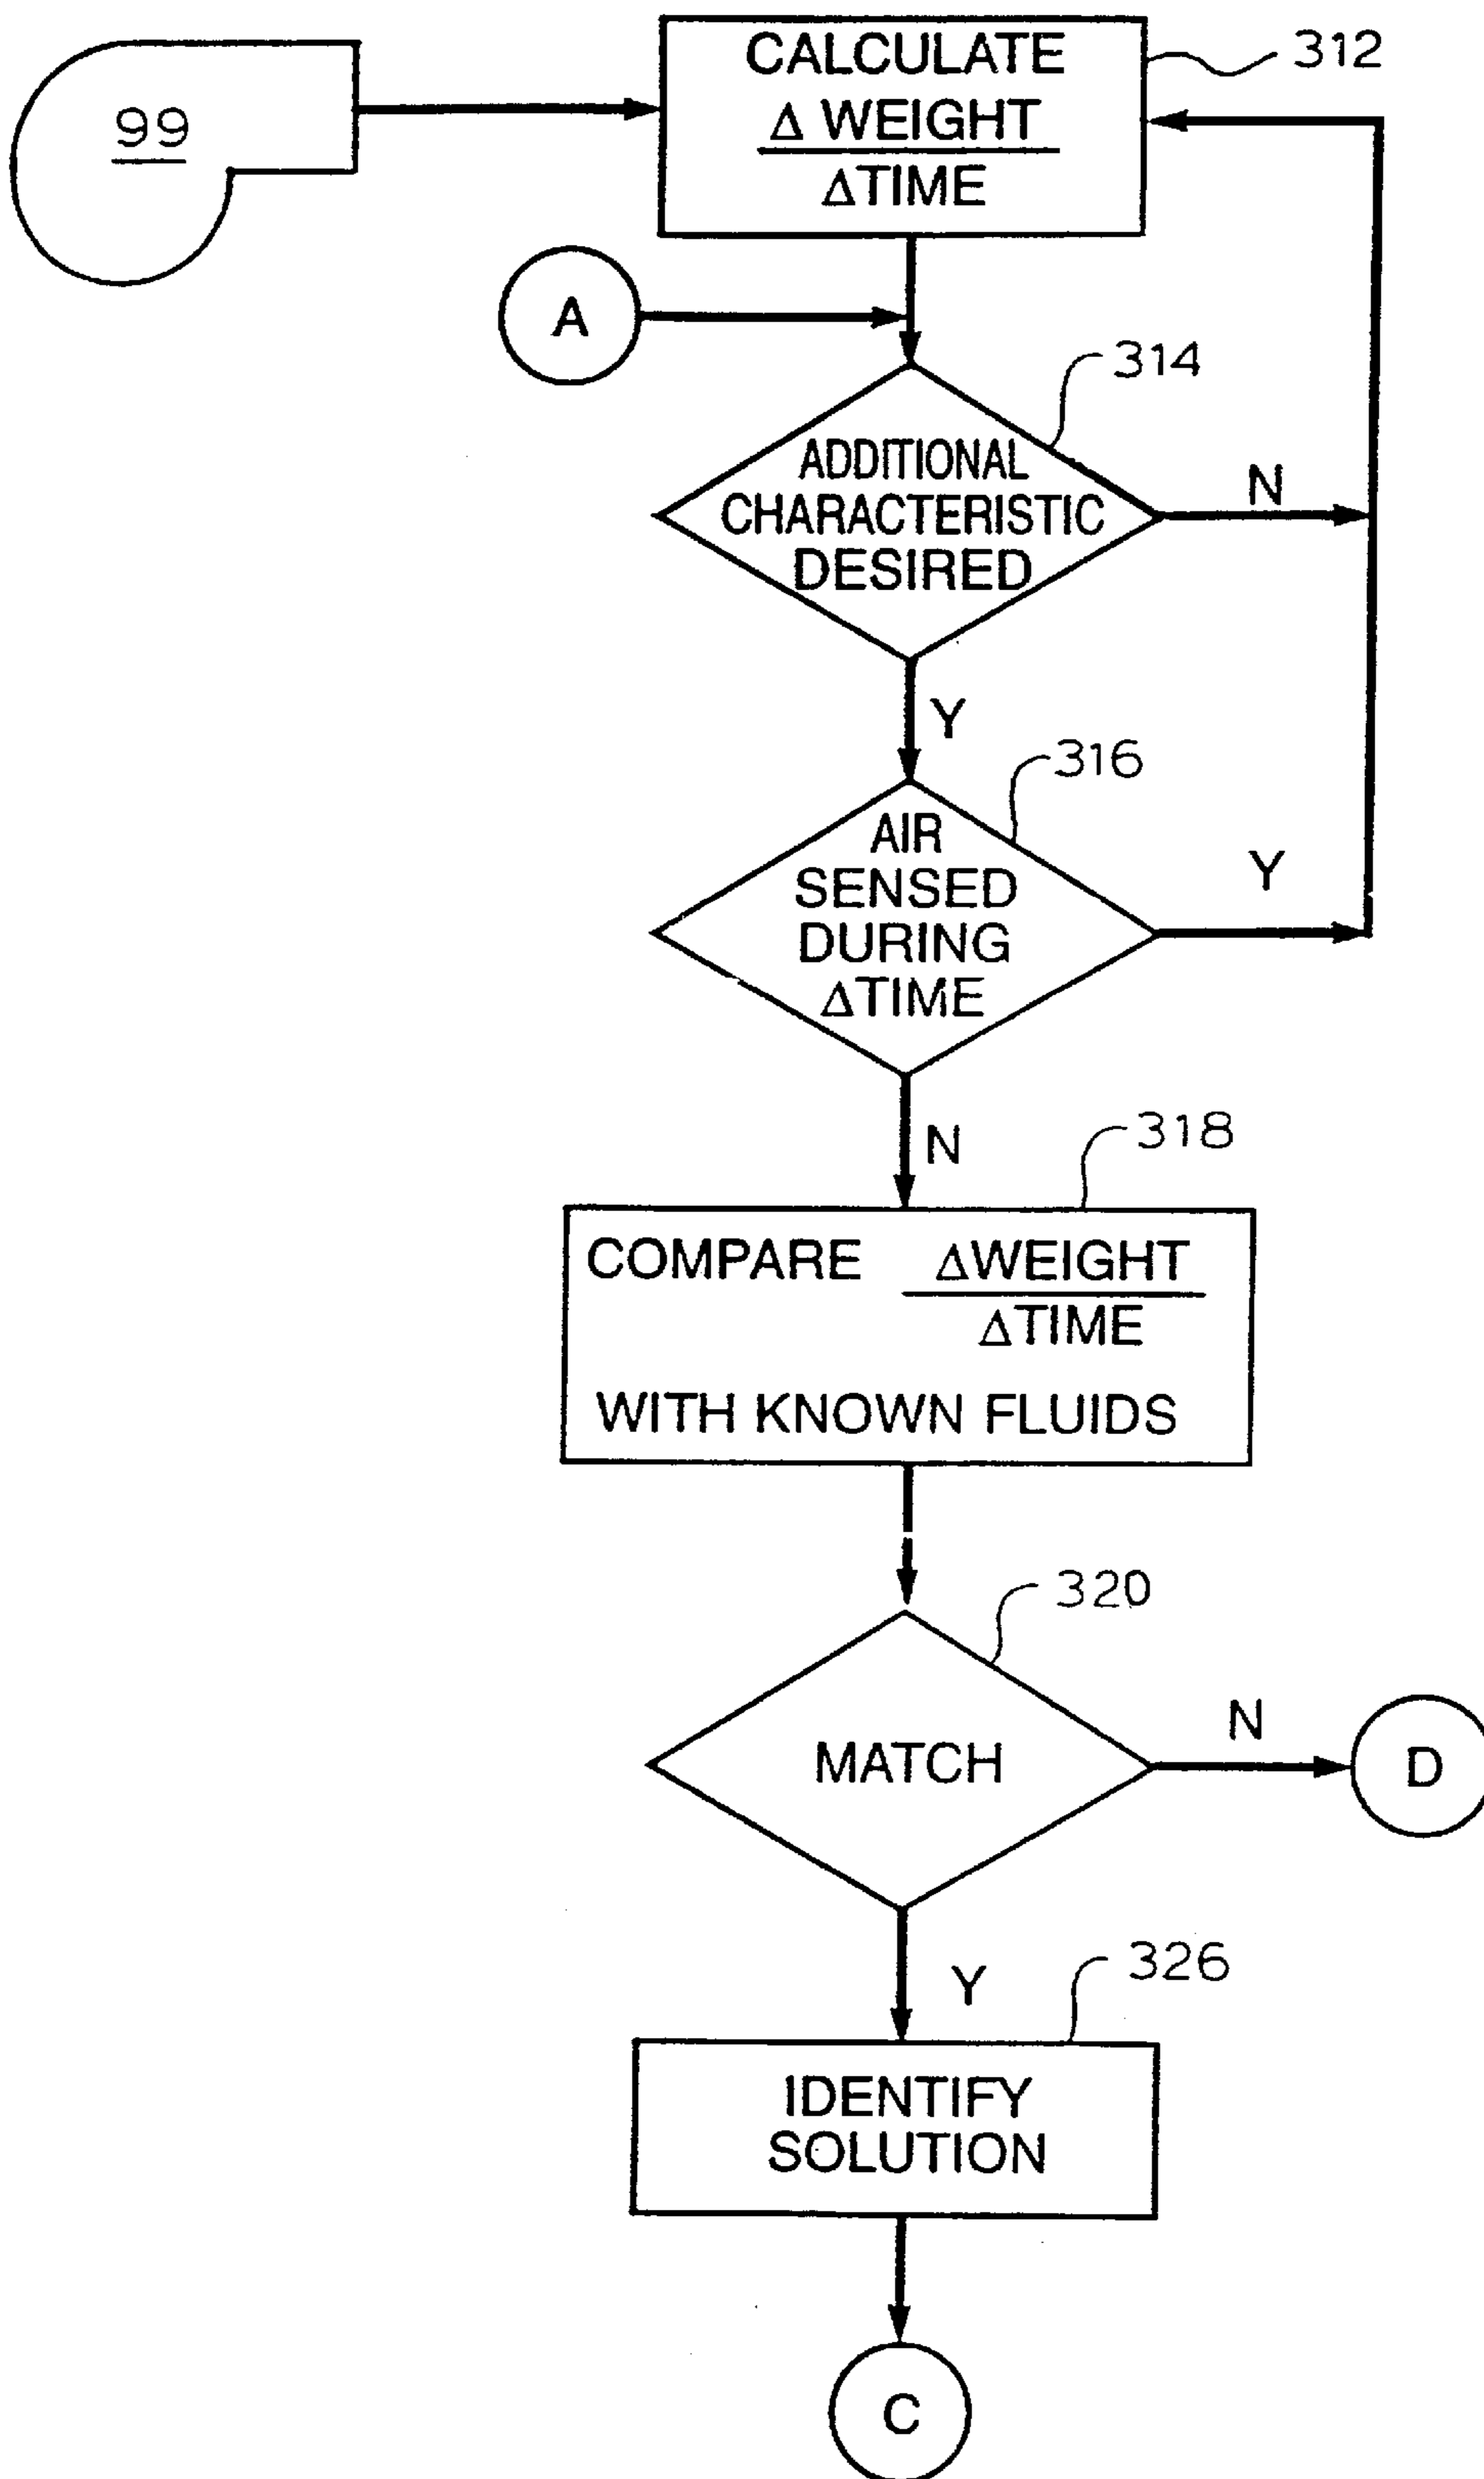 99
CALCULATE
Δ WEIGHT
ΔTIME
312
A
314
ADDITIONAL
CHARACTERISTIC
DESIRED
N
Y
316
AIR
SENSED
DURING
ΔTIME
Y
N
318
COMPARE ΔWEIGHT
ΔTIME
WITH KNOWN FLUIDS
320
MATCH
N
D
Y
326
IDENTIFY
SOLUTION
C